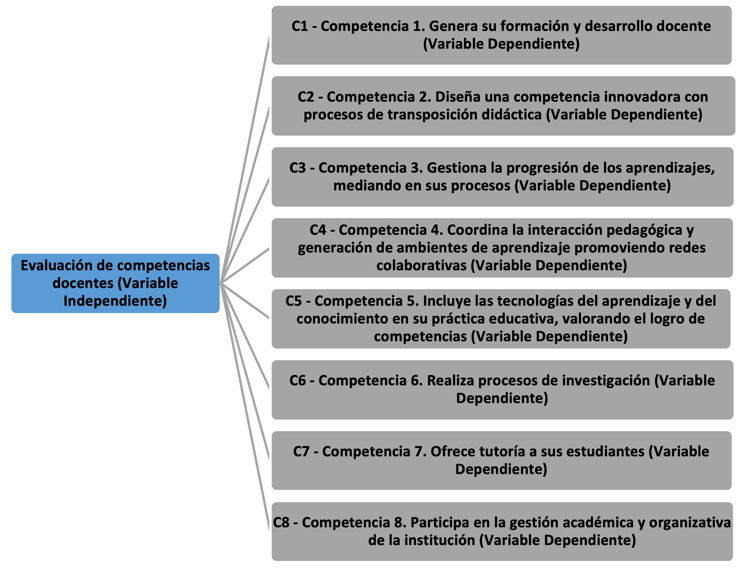 C1 - Competencia 1. Genera su formación y desarrollo docente
(Variable Dependiente)
C2 - Competencia 2. Diseña una competencia innovadora con
procesos de transposición didáctica (Variable Dependiente)
C3 - Competencia 3. Gestiona la progresión de los aprendizajes,
mediando en sus procesos (Variable Dependiente)
C4 - Competencia 4. Coordina la interacción pedagógica y
generación de ambientes de aprendizaje promoviendo redes
colaborativas (Variable Dependiente)
Evaluación de competencias
docentes (Variable
Independiente)
C5 - Competencia 5. Incluye las tecnologías del aprendizaje y del
conocimiento en su práctica educativa, valorando el logro de
competencias (Variable Dependiente)
C6 - Competencia 6. Realiza procesos de investigación (Variable
Dependiente)
C7 - Competencia 7. Ofrece tutoría a sus estudiantes (Variable
Dependiente)
C8 - Competencia 8. Participa en la gestión académica y organizativa
de la institución (Variable Dependiente)